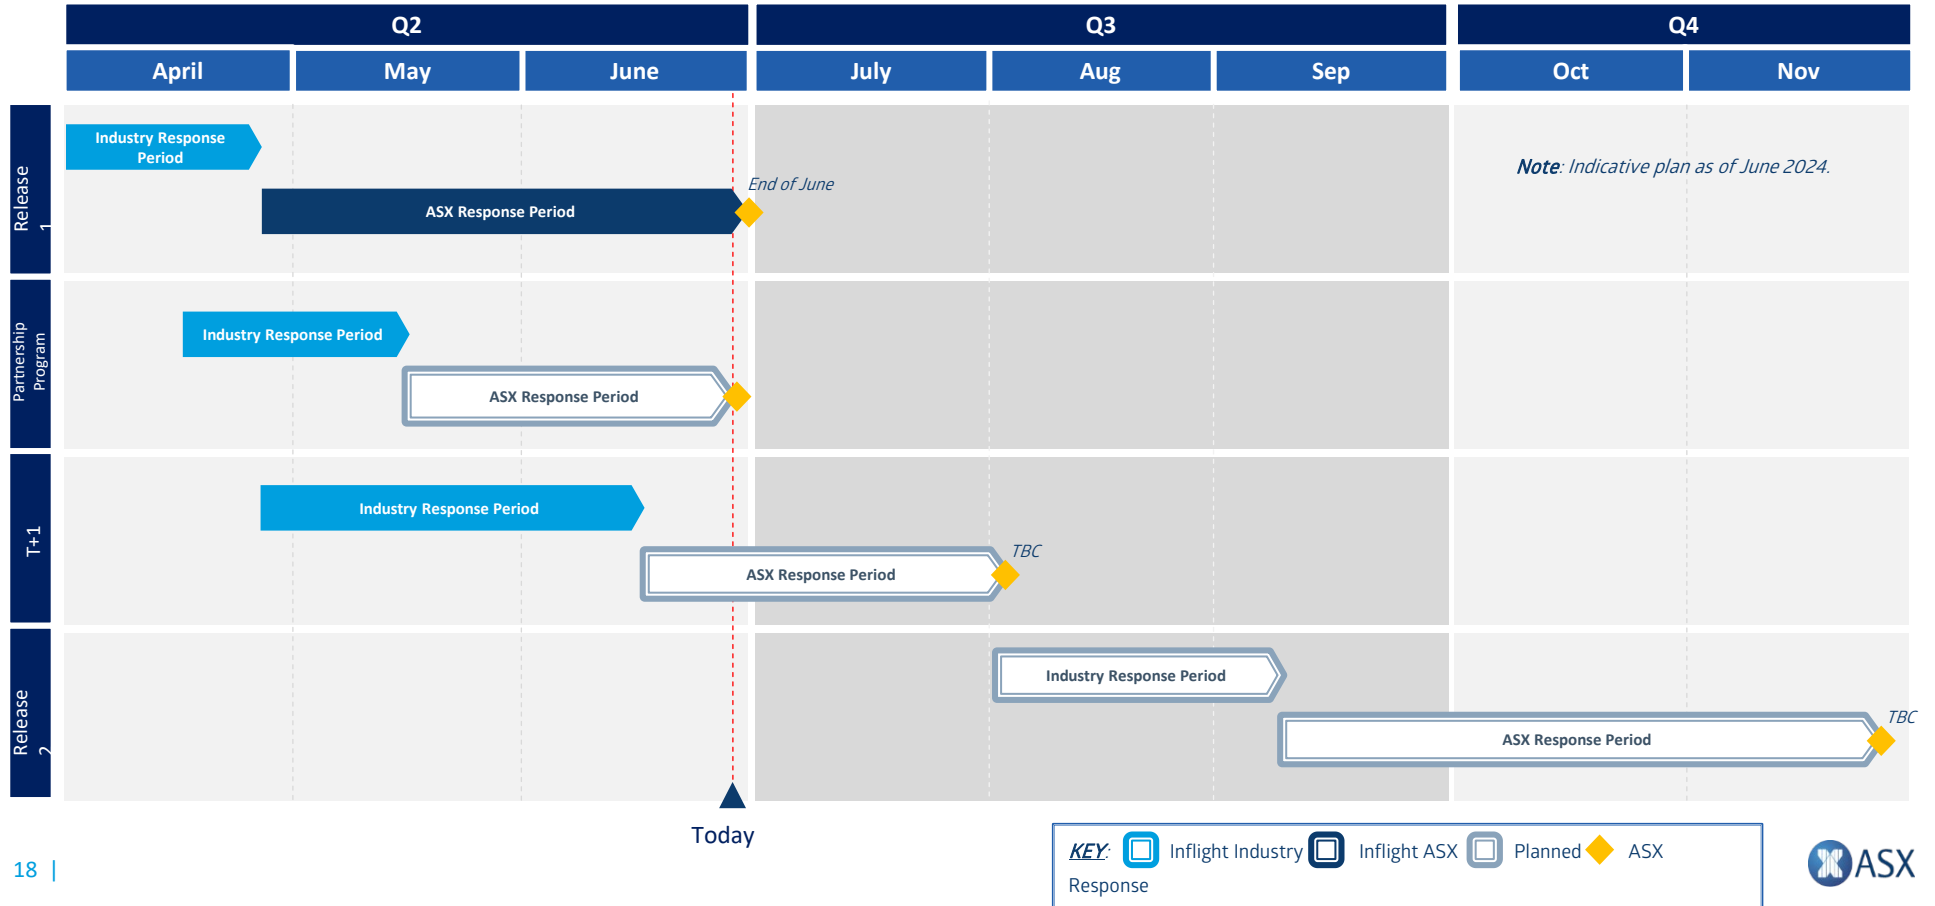 Q2
Q3
Q4
April
May
June
July
Aug
Sep
Oct
Nov
Release
1
Industry Response
Period
ASX Response Period
End of June
Note: Indicative plan as of June 2024.
Partnership
Program
Industry Response Period
ASX Response Period
T+1
Industry Response Period
ASX Response Period
TBC
Release
2
Industry Response Period
ASX Response Period
TBC
Today
KEY: Inflight Industry Inflight ASX Planned ASX
Response
18 |
ASX